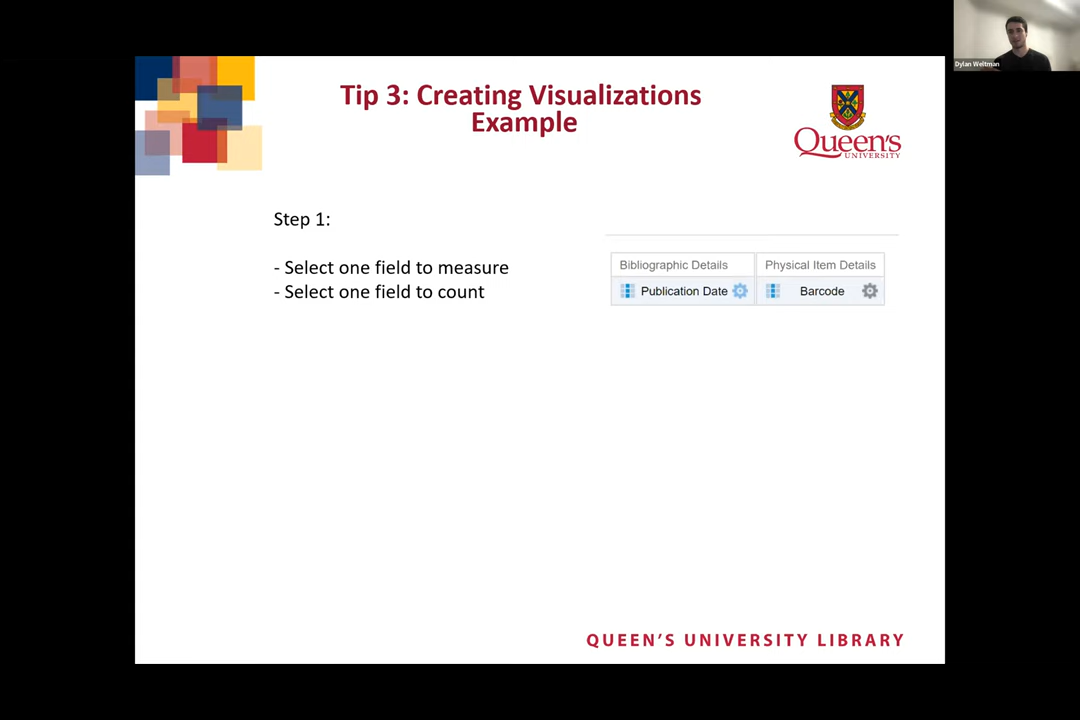 Dylan Weltman
Tip 3: Creating Visualizations
Example
Queen's
UNIVERSITY
Step 1:
- Select one field to measure
- Select one field to count
Bibliographic Details
Physical Item Details
Publication Date
Barcode
QUEEN'S UNIVERSITY LIBRARY